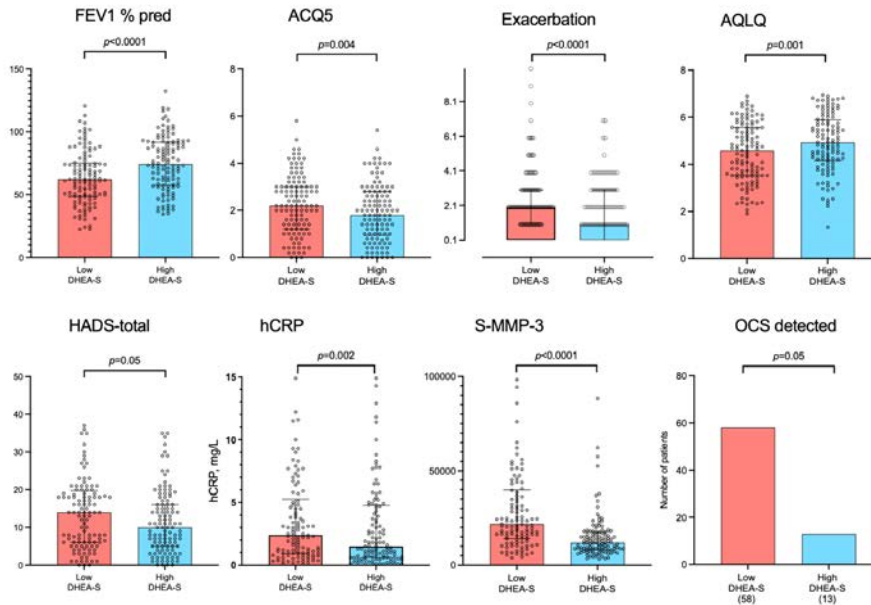 FEV1 % pred
p<0.0001
150
100
50
0
Low
DHEA-S
High
DHEA-S
ACQ5
p=0.004
8
6
4
2
0
Low
DHEA-S
High
DHEA-S
Exacerbation
p<0.0001
8.1
6.1
4.1
2.1
0.1
Low
DHEA-S
High
DHEA-S
AQLQ
p=0.001
8
6
4
2
0
Low
DHEA-S
High
DHEA-S
HADS-total
p=0.05
50
40
30
20
10
0
Low
DHEA-S
High
DHEA-S
hCRP
p=0.002
hCRP, mg/L
15
10
5
0
Low
DHEA-S
High
DHEA-S
S-MMP-3
p<0.0001
100000
50000
0
Low
DHEA-S
High
DHEA-S
OCS detected
p=0.05
Number of patients
80
60
40
20
0
Low
DHEA-S
(58)
High
DHEA-S
(13)